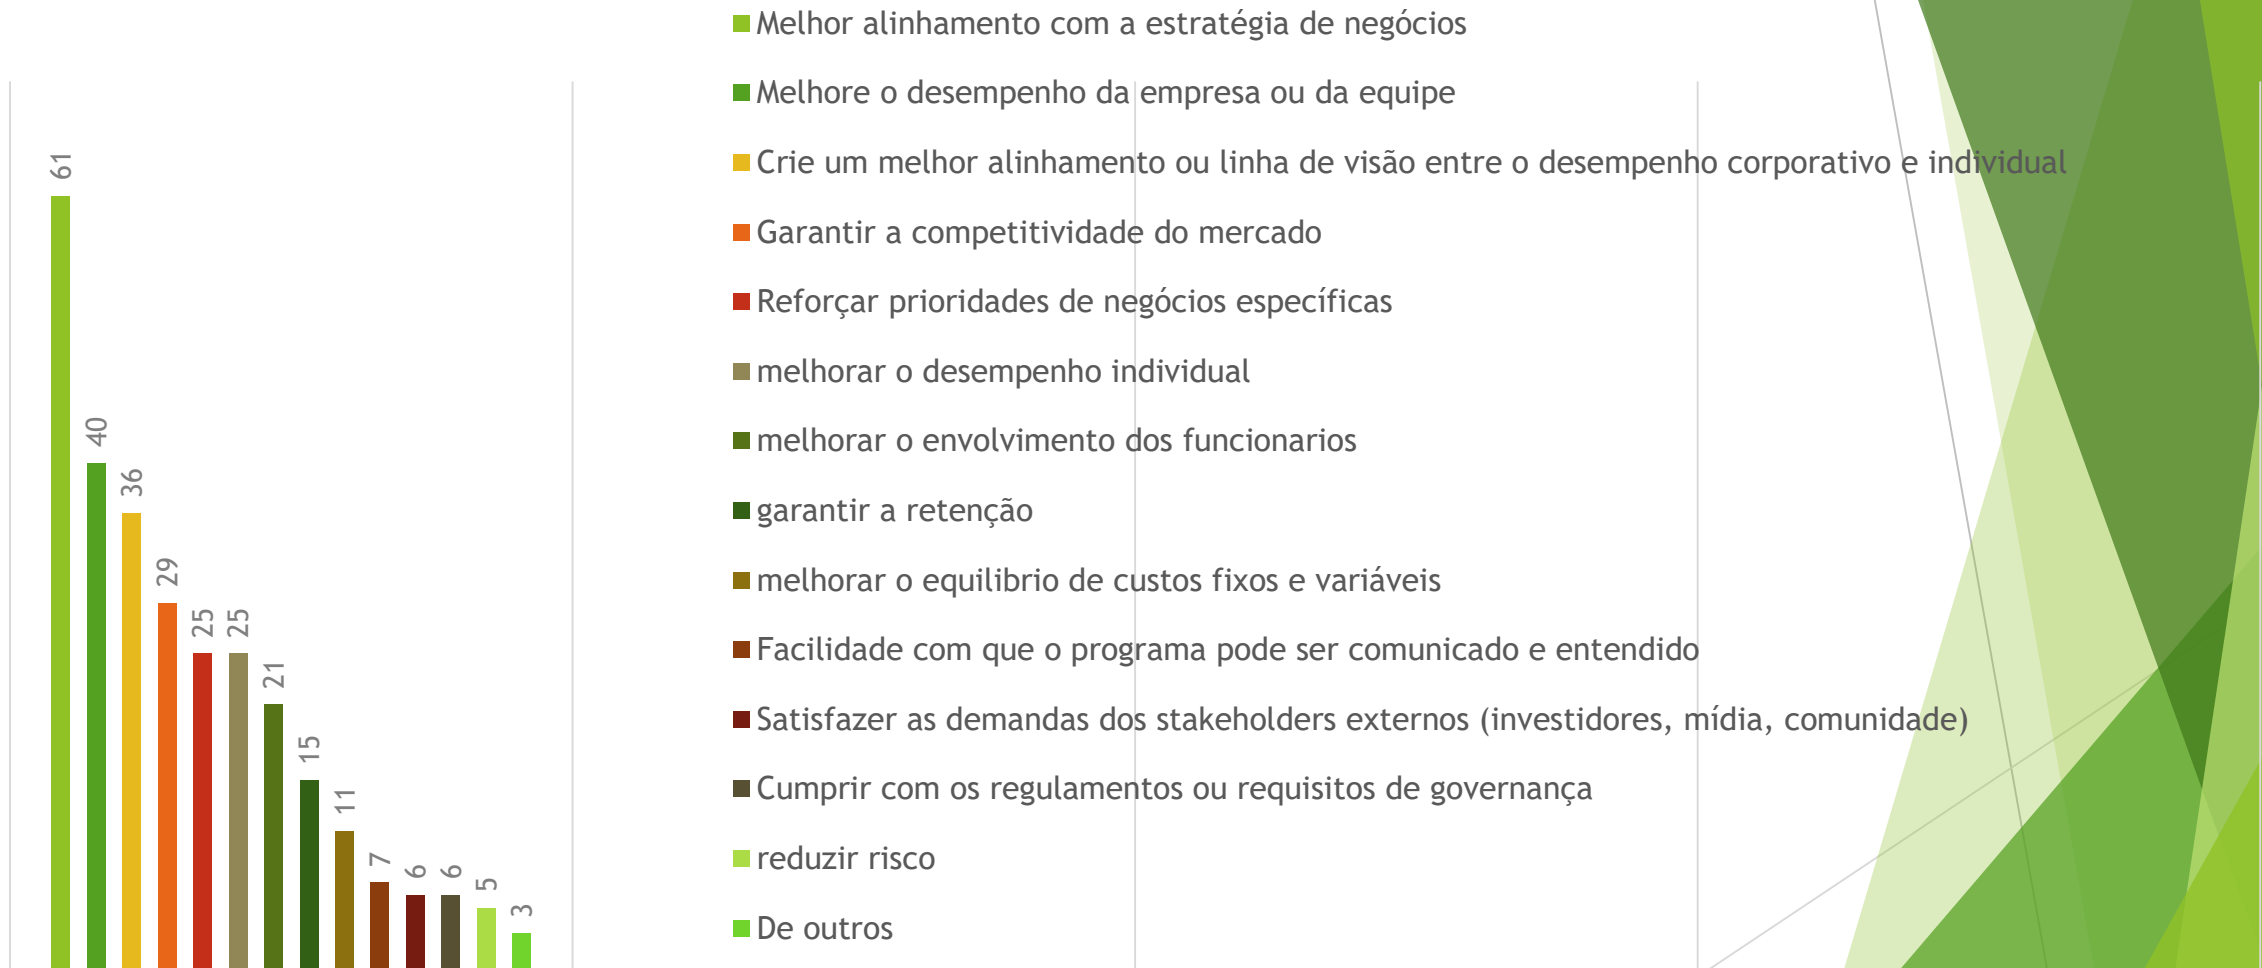 Melhor alinhamento com a estratégia de negócios
Melhore o desempenho da empresa ou da equipe
Crie um melhor alinhamento ou linha de visão entre o desempenho corporativo e individual
Garantir a competitividade do mercado
Reforçar prioridades de negócios específicas
melhorar o desempenho individual
melhorar o envolvimento dos funcionarios
garantir a retenção
melhorar o equilibrio de custos fixos e variáveis
Facilidade com que o programa pode ser comunicado e entendido
Satisfazer as demandas dos stakeholders externos (investidores, mídia, comunidade)
Cumprir com os regulamentos ou requisitos de governança
reduzir risco
De outros
61
40
36
29
25
25
21
15
11
7
6
6
5
3